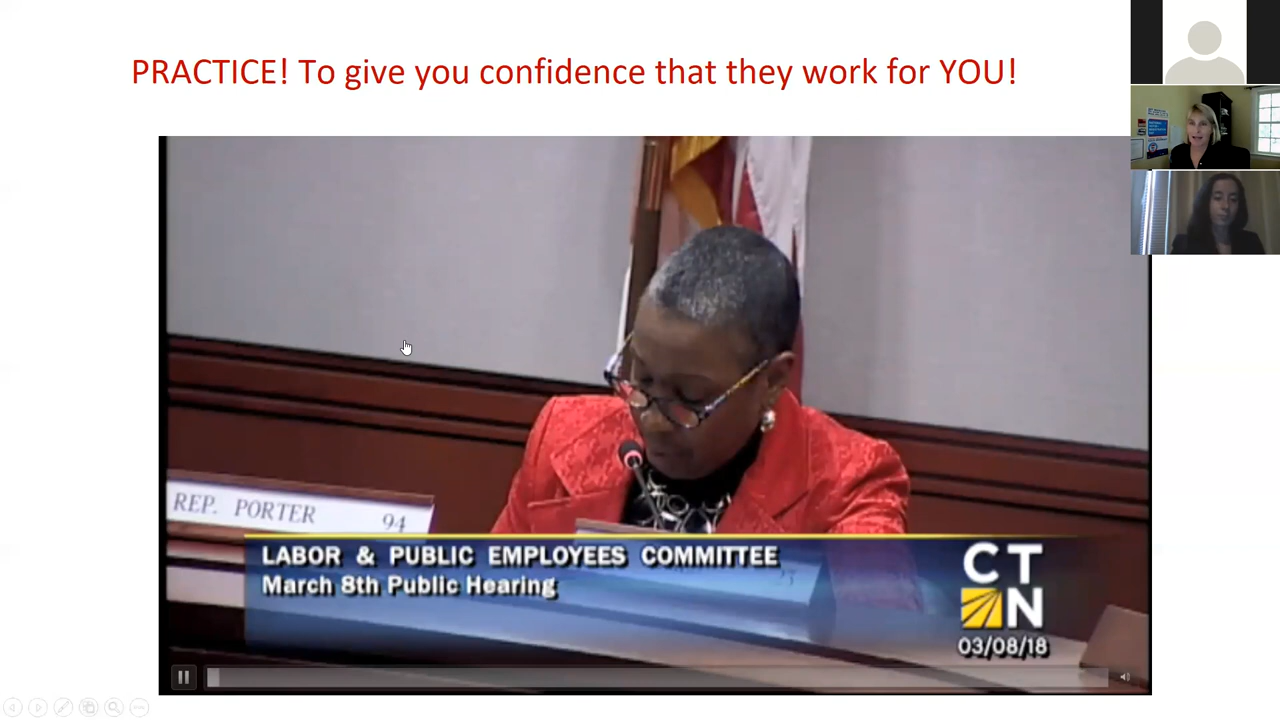 PRACTICE! To give you confidence that they work for YOU!
REP. PORTER 94
LABOR & PUBLIC EMPLOYEES COMMITTEE
March 8th Public Hearing
23
CT
N
03/08/18